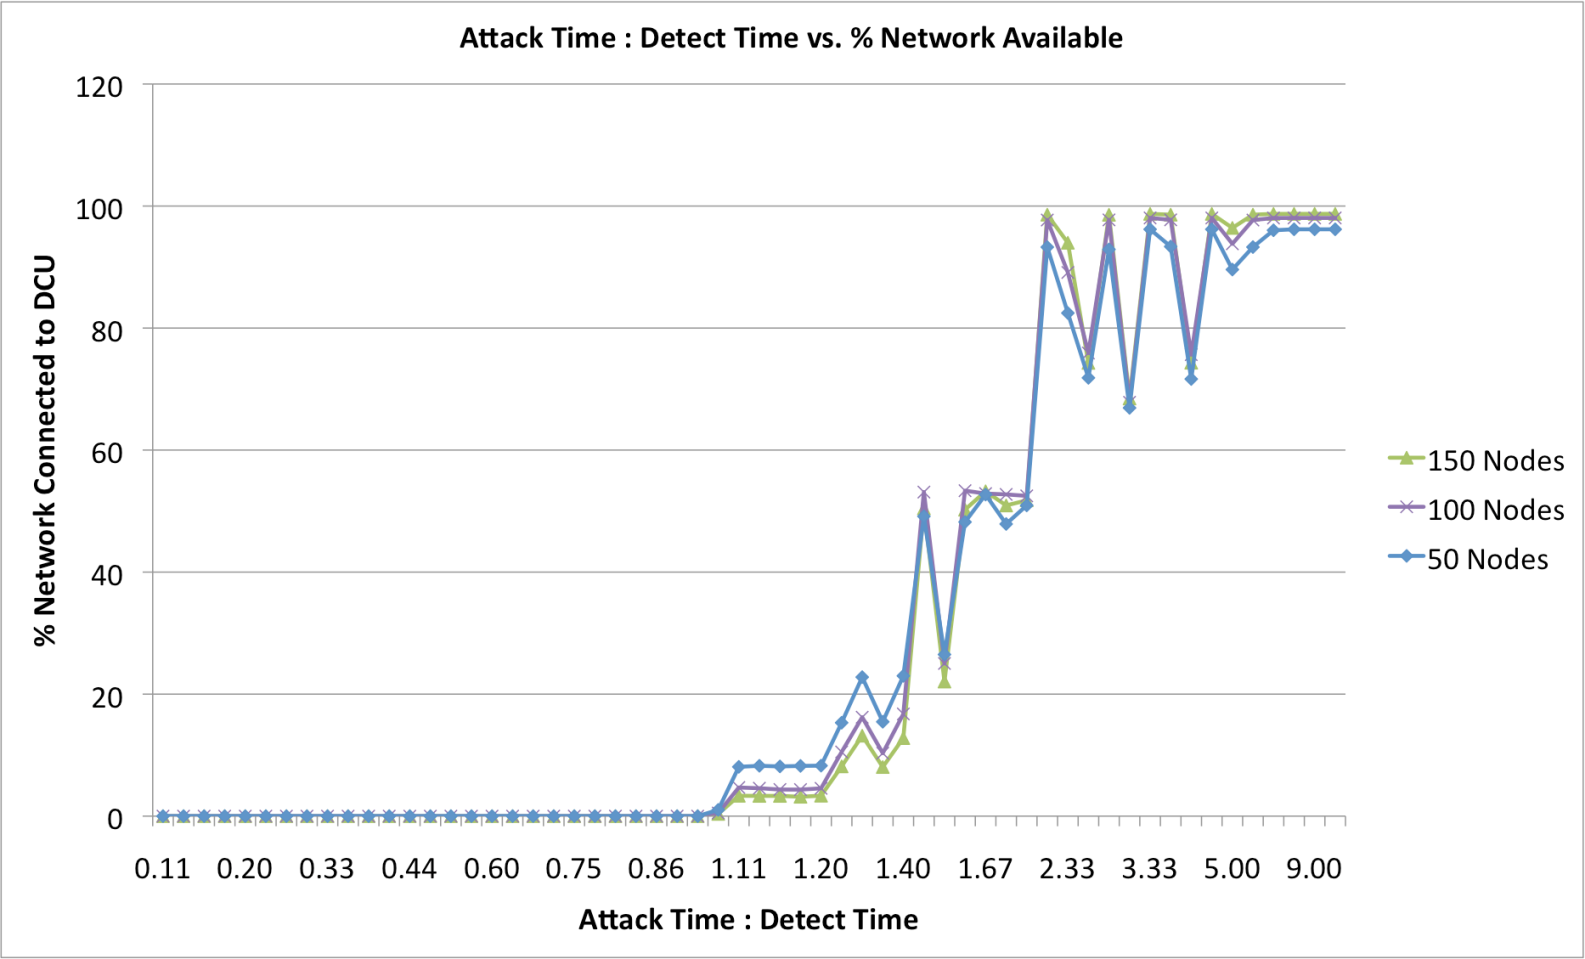 Attack Time : Detect Time vs. % Network Available
120
100
80
60
40
20
0
% Network Connected to DCU
0.11 0.20 0.33 0.44 0.60 0.75 0.86 1.11 1.20 1.40 1.67 2.33 3.33 5.00 9.00
Attack Time : Detect Time
150 Nodes
100 Nodes
50 Nodes